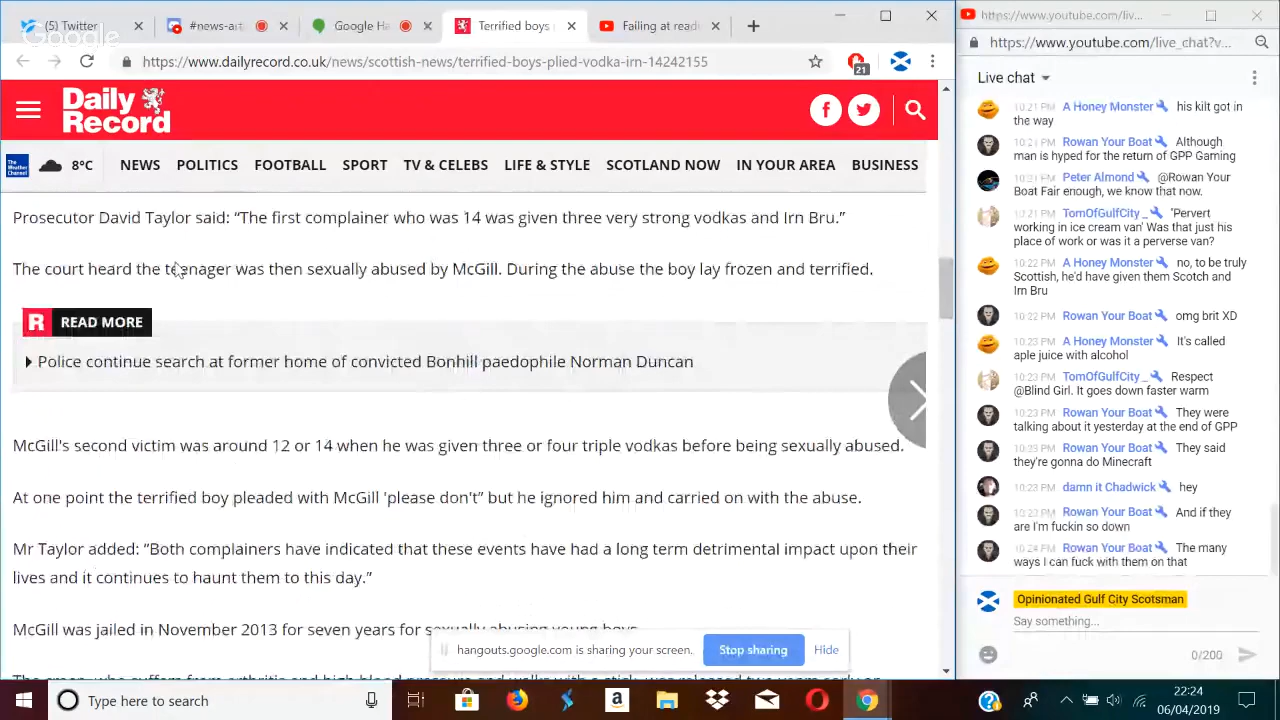 (5) Twitter
#news-art
Google Ha
Terrified boys
Failing at readi
Google
https://www.dailyrecord.co.uk/news/scottish-news/terrified-boys-plied-vodka-irn-14242155
21
Daily
Record
The Weather Channel
8°C
NEWS
POLITICS
FOOTBALL
SPORT
TV & CELEBS
LIFE & STYLE
SCOTLAND NOW
IN YOUR AREA
BUSINESS
Prosecutor David Taylor said: “The first complainer who was 14 was given three very strong vodkas and Irn Bru.”
The court heard the teenager was then sexually abused by McGill. During the abuse the boy lay frozen and terrified.
R READ MORE
Police continue search at former home of convicted Bonhill paedophile Norman Duncan
McGill's second victim was around 12 or 14 when he was given three or four triple vodkas before being sexually abused.
At one point the terrified boy pleaded with McGill 'please don't” but he ignored him and carried on with the abuse.
Mr Taylor added: “Both complainers have indicated that these events have had a long term detrimental impact upon their
lives and it continues to haunt them to this day.”
McGill was jailed in November 2013 for seven years for sexually abusing young boys.
hangouts.google.com is sharing your screen.
Stop sharing
Hide
https://www.youtube.com/liv...
https://www.youtube.com/live_chat?v...
Live chat
10:21 PM A Honey Monster his kilt got in
the way
10:21 PM Rowan Your Boat Although
man is hyped for the return of GPP Gaming
10:21 PM Peter Almond @Rowan Your
Boat Fair enough, we know that now.
10:21 PM TomOfGulfCity_ "Pervert
working in ice cream van' Was that just his
place of work or was it a perverse van?
10:22 PM A Honey Monster no, to be truly
Scottish, he'd have given them Scotch and
Irn Bru
10:22 PM Rowan Your Boat omg brit XD
10:23 PM A Honey Monster It's called
aple juice with alcohol
10:23 PM TomOfGulfCity_ Respect
@Blind Girl. It goes down faster warm
10:23 PM Rowan Your Boat They were
talking about it yesterday at the end of GPP
10:23 PM Rowan Your Boat They said
they're gonna do Minecraft
10:23 PM damn it Chadwick hey
10:23 PM Rowan Your Boat And if they
are I'm fuckin so down
10:24 PM Rowan Your Boat The many
ways I can fuck with them on that
Opinionated Gulf City Scotsman
Say something...
0/200
Type here to search
22:24
06/04/2019